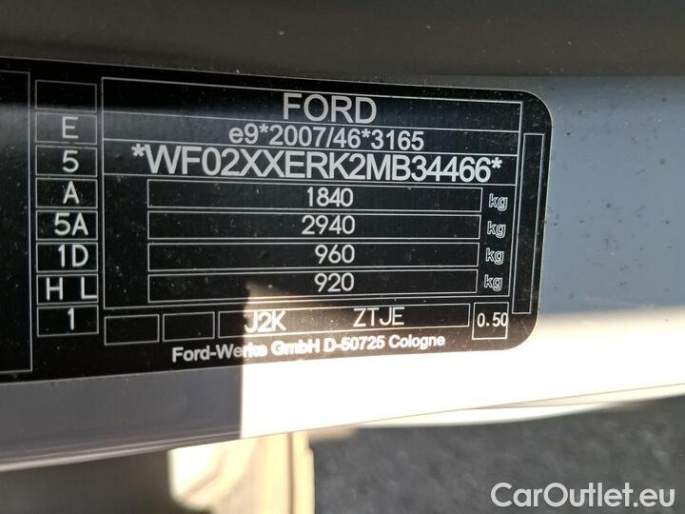 FORD
E
e9*2007/46*3165
5
*WF02XXERK2MB34466*
A
1840 kg
5A
2940 kg
1D
960 kg
H L
920 kg
1
J2K ZTJE 0.50
Ford-Werke GmbH D-50725 Cologne
CarOutlet.eu